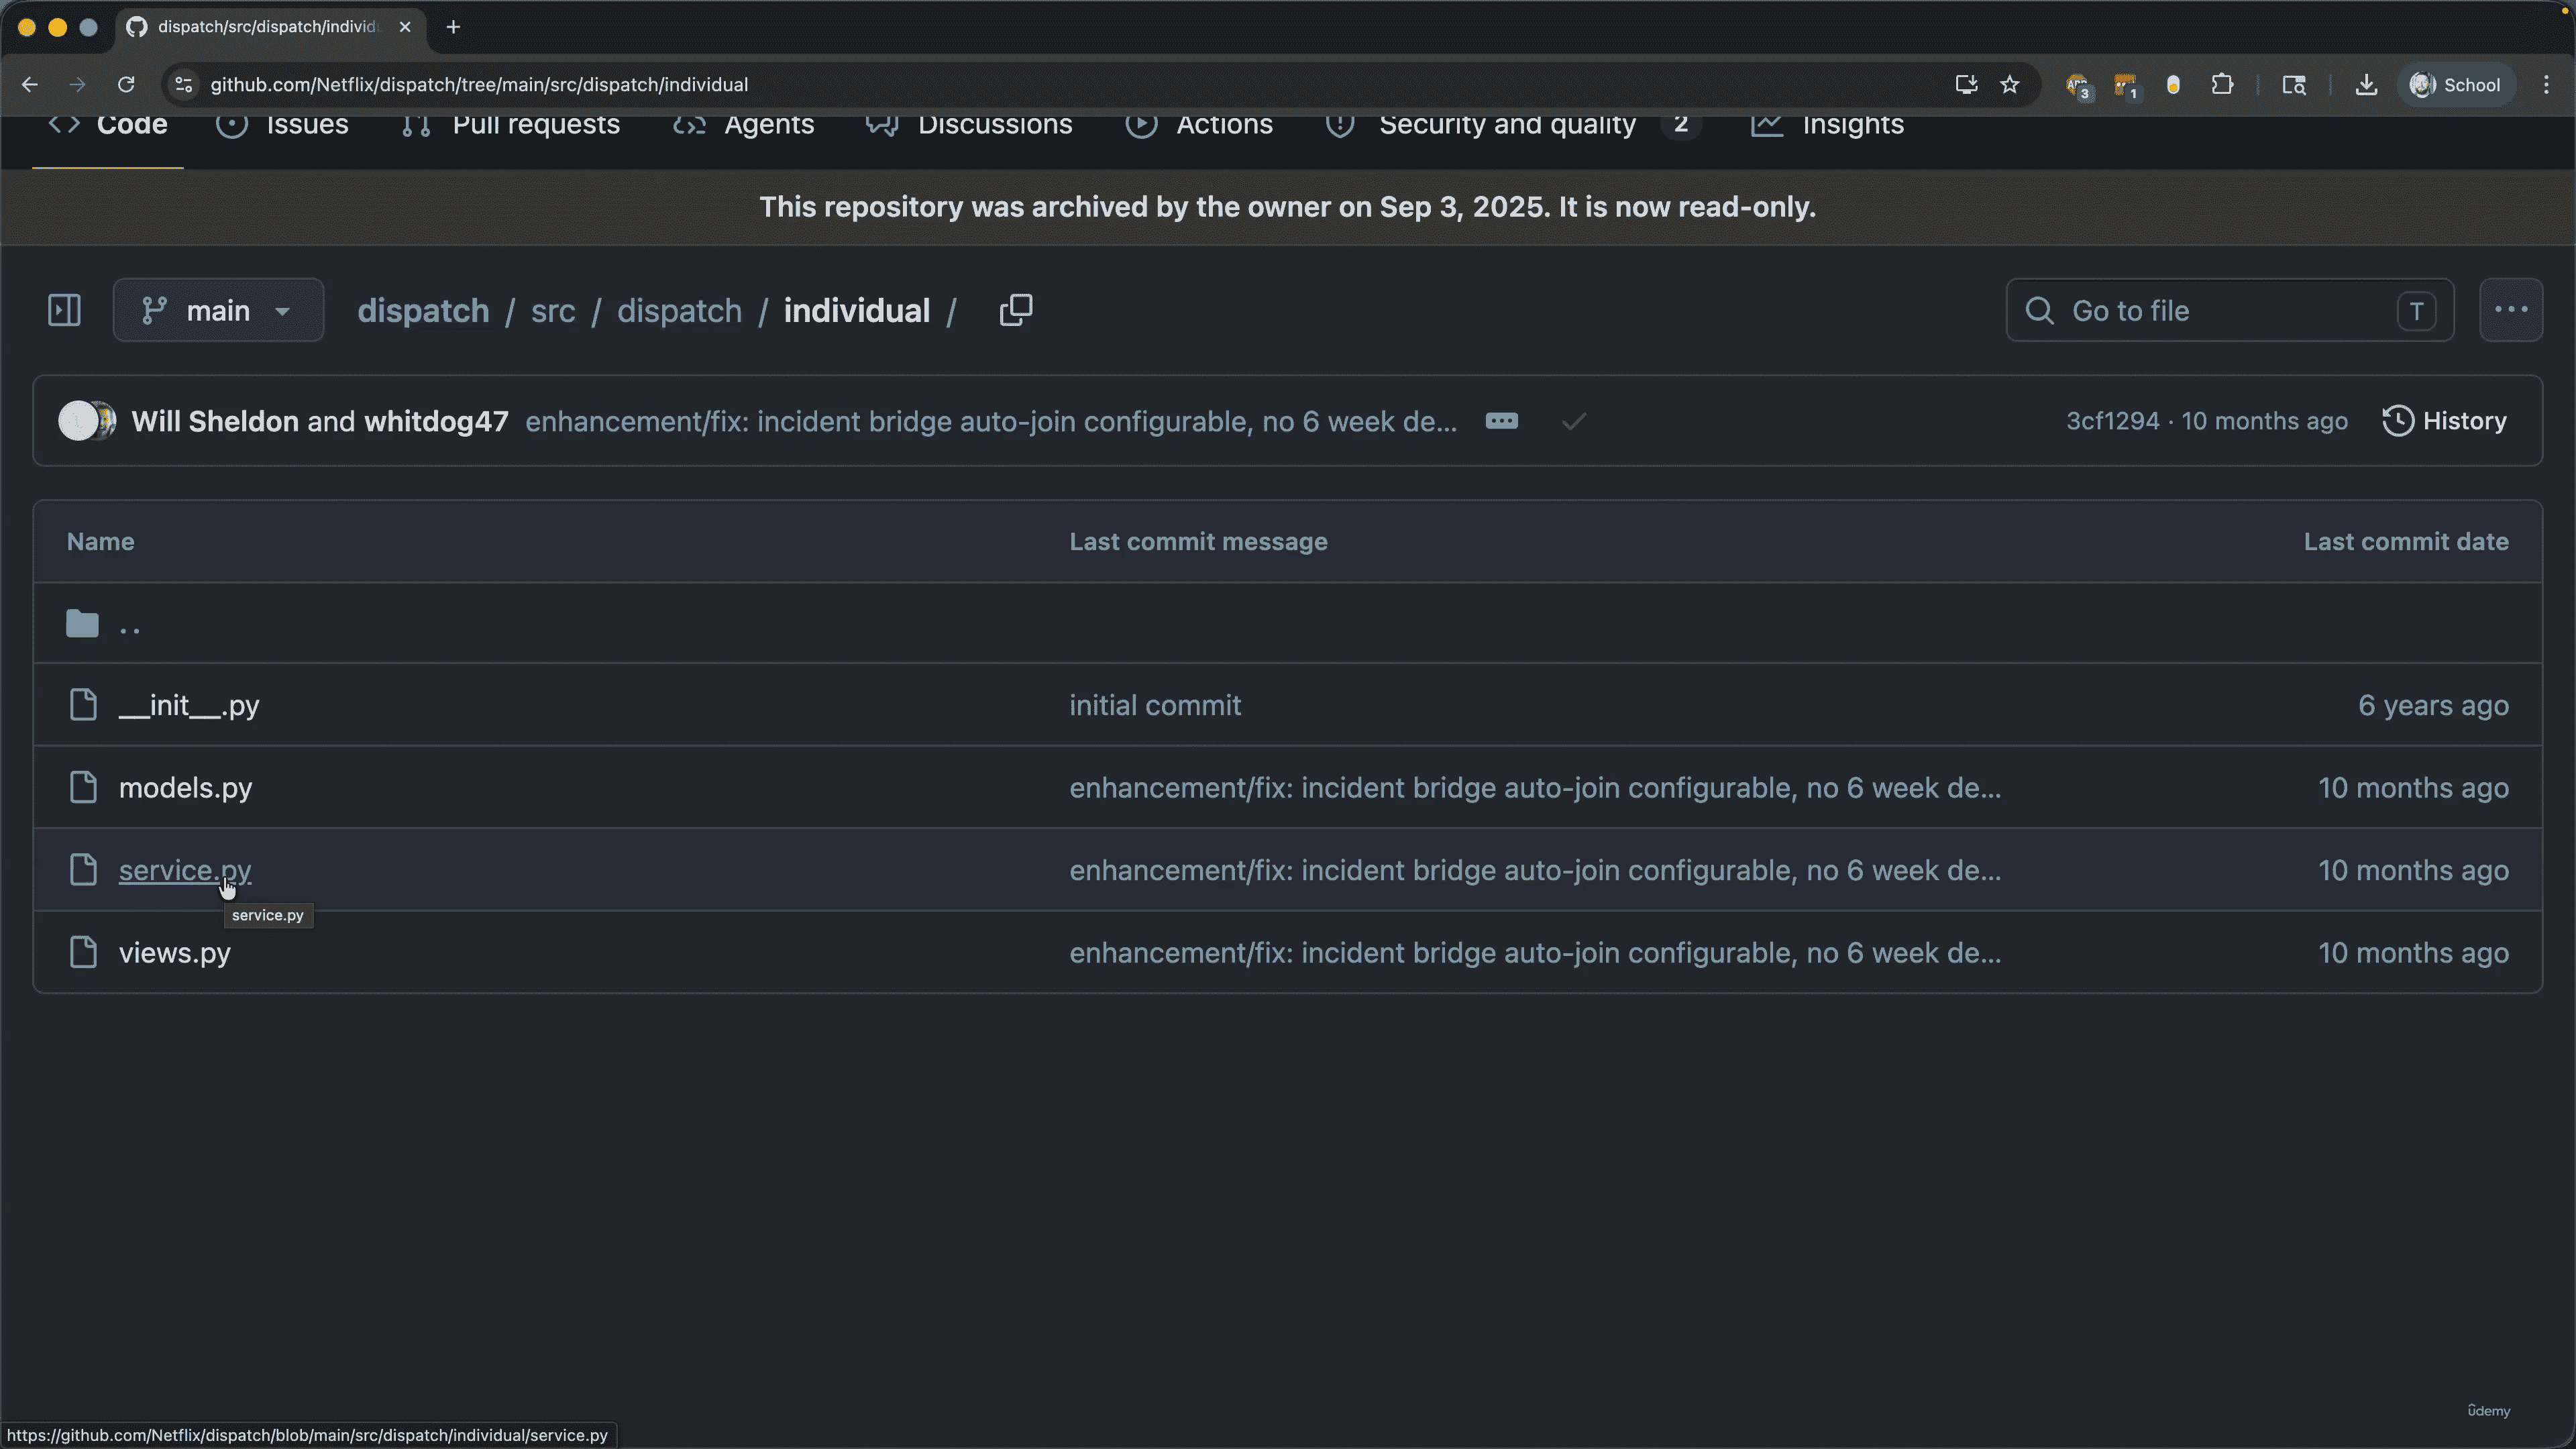 dispatch/src/dispatch/individu
github.com/Netflix/dispatch/tree/main/src/dispatch/individual
3
1
School
Code
Issues
Pull requests
Agents
Discussions
Actions
Security and quality
2
Insights
This repository was archived by the owner on Sep 3, 2025. It is now read-only.
main
dispatch / src / dispatch / individual /
Go to file
T
Will Sheldon and whitdog47 enhancement/fix: incident bridge auto-join configurable, no 6 week de...
3cf1294 · 10 months ago
History
Name
Last commit message
Last commit date
..
__init__.py
initial commit
6 years ago
models.py
enhancement/fix: incident bridge auto-join configurable, no 6 week de...
10 months ago
service.py
enhancement/fix: incident bridge auto-join configurable, no 6 week de...
10 months ago
service.py
views.py
enhancement/fix: incident bridge auto-join configurable, no 6 week de...
10 months ago
ûdemy
https://github.com/Netflix/dispatch/blob/main/src/dispatch/individual/service.py